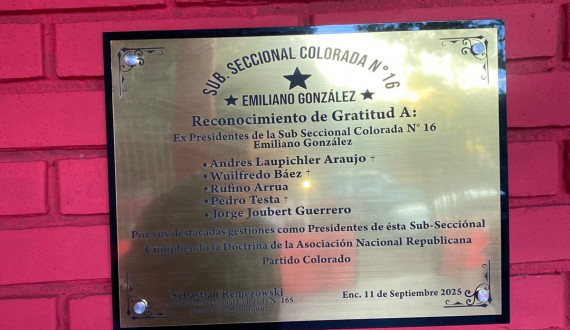 SUB. SECCIONAL COLORADA N° 16
EMILIANO GONZÁLEZ
Reconocimiento de Gratitud A:
Ex Presidentes de la Sub Seccional Colorada N° 16
Emiliano González
• Andres Laupichler Araujo †
• Wuilfredo Báez †
• Rufino Arrua
• Pedro Testa †
• Jorge Joubert Guerrero
Por sus destacadas gestiones como Presidentes de ésta Sub-Secciónal
Cumpliendo la Doctrina de la Asociación Nacional Republicana
Partido Colorado
Sebastian Remezowski
Seccional Colorada N° 165
Enc. 11 de Septiembre 2025